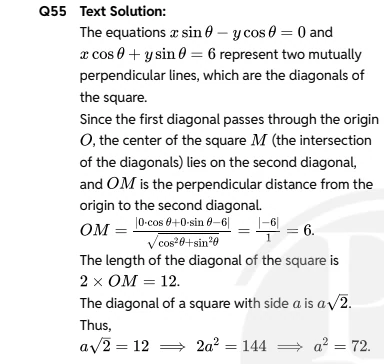 Q55 Text Solution:
The equations x sin θ − y cos θ = 0 and
x cos θ + y sin θ = 6 represent two mutually
perpendicular lines, which are the diagonals of
the square.
Since the first diagonal passes through the origin
O, the center of the square M (the intersection
of the diagonals) lies on the second diagonal,
and OM is the perpendicular distance from the
origin to the second diagonal.
OM = |0·cos θ+0·sin θ−6| / √(cos²θ+sin²θ) = |−6| / 1 = 6.
The length of the diagonal of the square is
2 × OM = 12.
The diagonal of a square with side a is a√2.
Thus,
a√2 = 12 ⟹ 2a² = 144 ⟹ a² = 72.